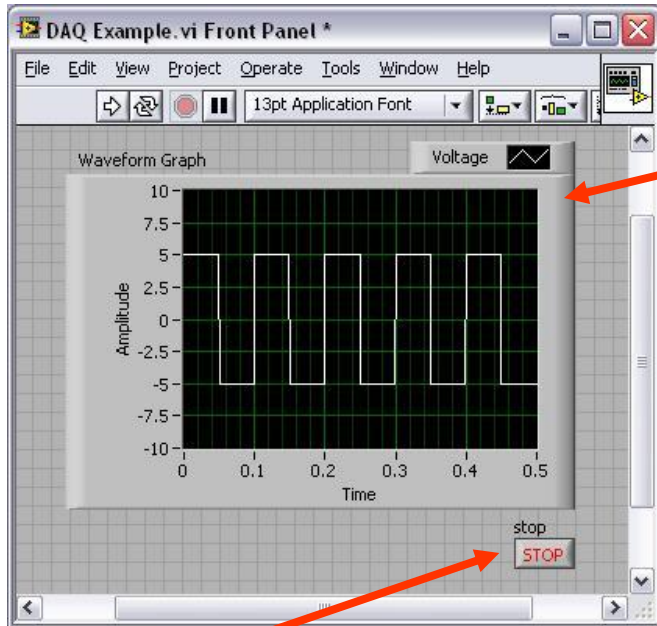 DAQ Example.vi Front Panel *
File Edit View Project Operate Tools Window Help
13pt Application Font
Waveform Graph
Voltage
Amplitude
10
7.5
5
2.5
0
-2.5
-5
-7.5
-10
0 0.1 0.2 0.3 0.4 0.5
Time
stop
STOP